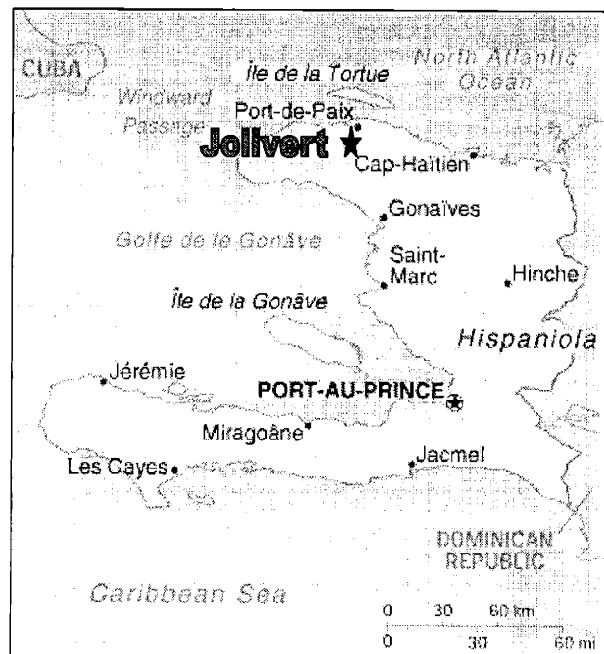 CUBA
Île de la Tortue
North Atlantic
Ocean
Windward
Passage
Port-de-Paix
Jolivert
Cap-Haïtien
Gonaïves
Golfe de la Gonâve
Saint-
Marc
Hinche
Île de la Gonâve
Hispaniola
Jérémie
PORT-AU-PRINCE
Miragoâne
Les Cayes
Jacmel
DOMINICAN
REPUBLIC
Caribbean Sea
0 30 60 km
0 30 60 mi